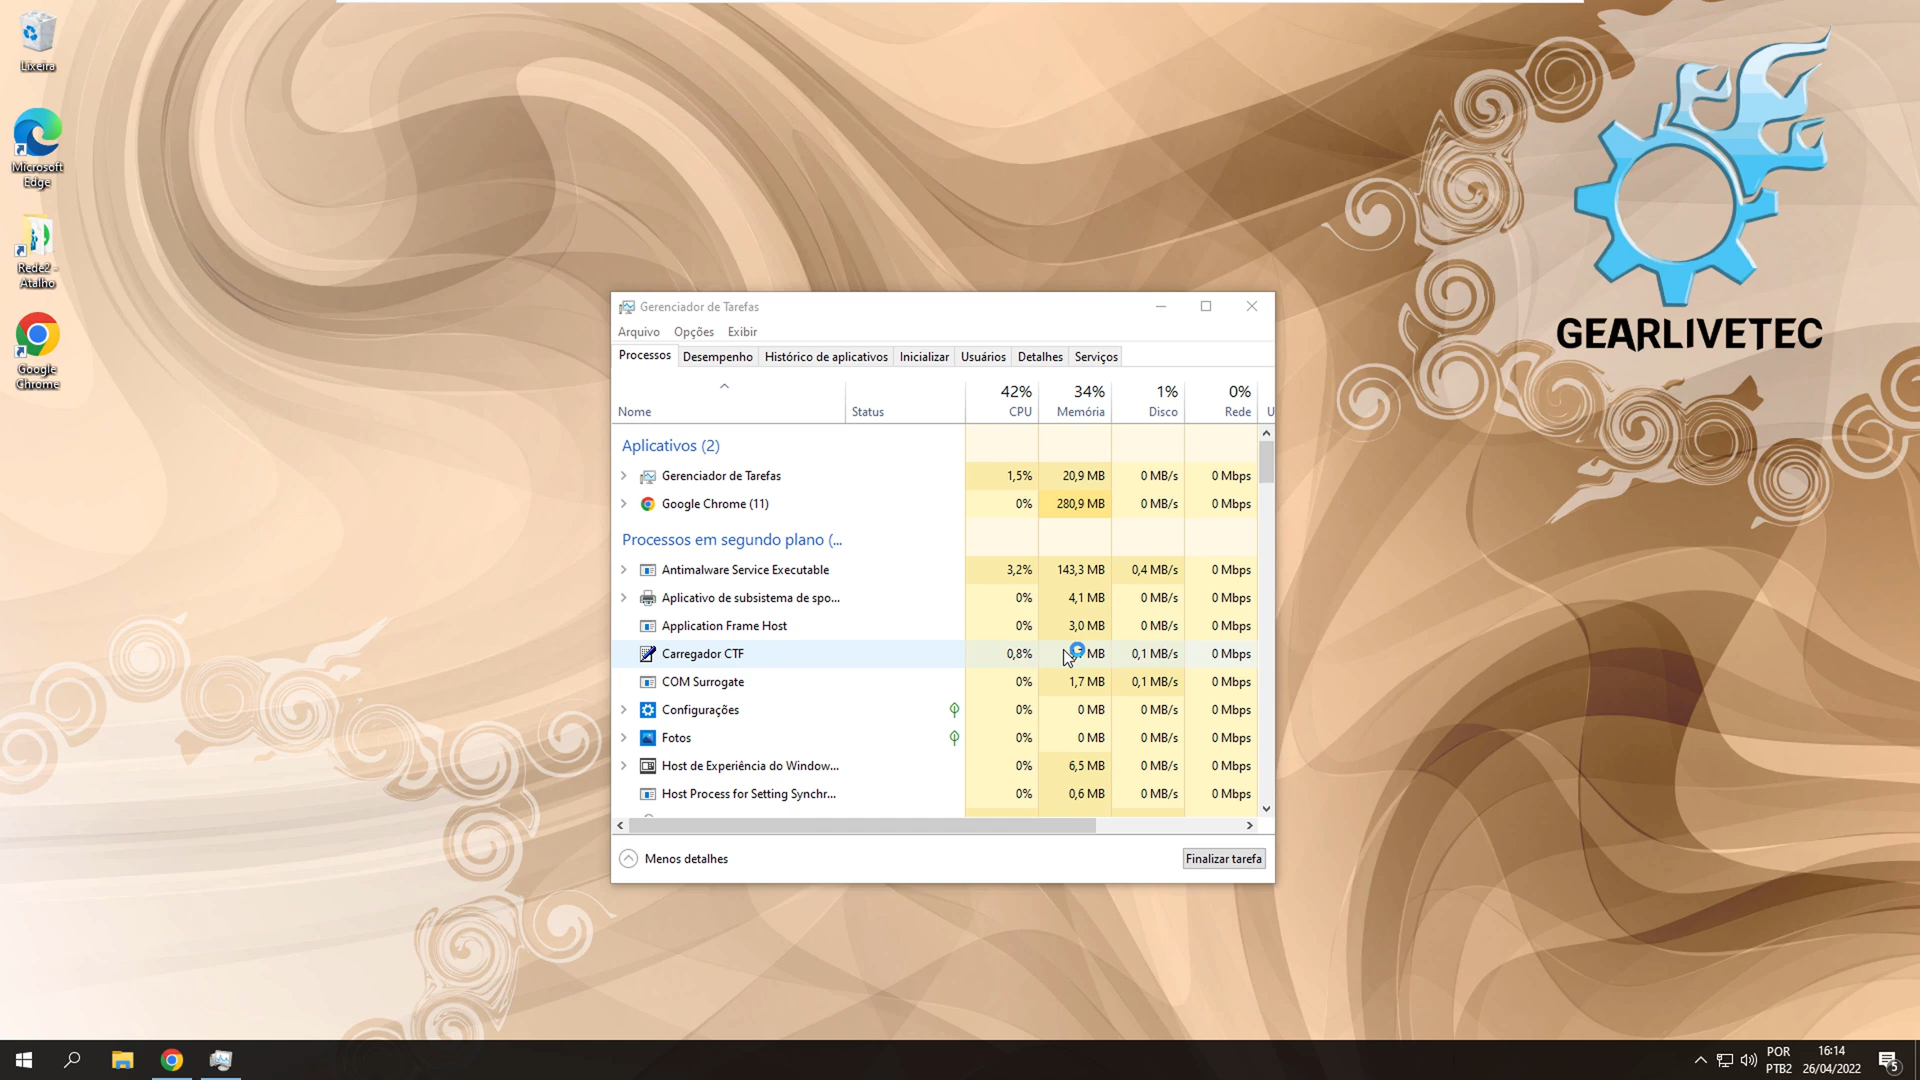 Lixeira
Microsoft
Edge
Rede2 -
Atalho
Google
Chrome
GEARLIVETEC
Gerenciador de Tarefas
Arquivo Opções Exibir
Processos Desempenho Histórico de aplicativos Inicializar Usuários Detalhes Serviços
42% 34% 1% 0%
Nome Status CPU Memória Disco Rede U
Aplicativos (2)
Gerenciador de Tarefas 1,5% 20,9 MB 0 MB/s 0 Mbps
Google Chrome (11) 0% 280,9 MB 0 MB/s 0 Mbps
Processos em segundo plano (...
Antimalware Service Executable 3,2% 143,3 MB 0,4 MB/s 0 Mbps
Aplicativo de subsistema de spo... 0% 4,1 MB 0 MB/s 0 Mbps
Application Frame Host 0% 3,0 MB 0 MB/s 0 Mbps
Carregador CTF 0,8% MB 0,1 MB/s 0 Mbps
COM Surrogate 0% 1,7 MB 0,1 MB/s 0 Mbps
Configurações 0% 0 MB 0 MB/s 0 Mbps
Fotos 0% 0 MB 0 MB/s 0 Mbps
Host de Experiência do Window... 0% 6,5 MB 0 MB/s 0 Mbps
Host Process for Setting Synchr... 0% 0,6 MB 0 MB/s 0 Mbps
Menos detalhes Finalizar tarefa
POR 16:14
PTB2 26/04/2022 5